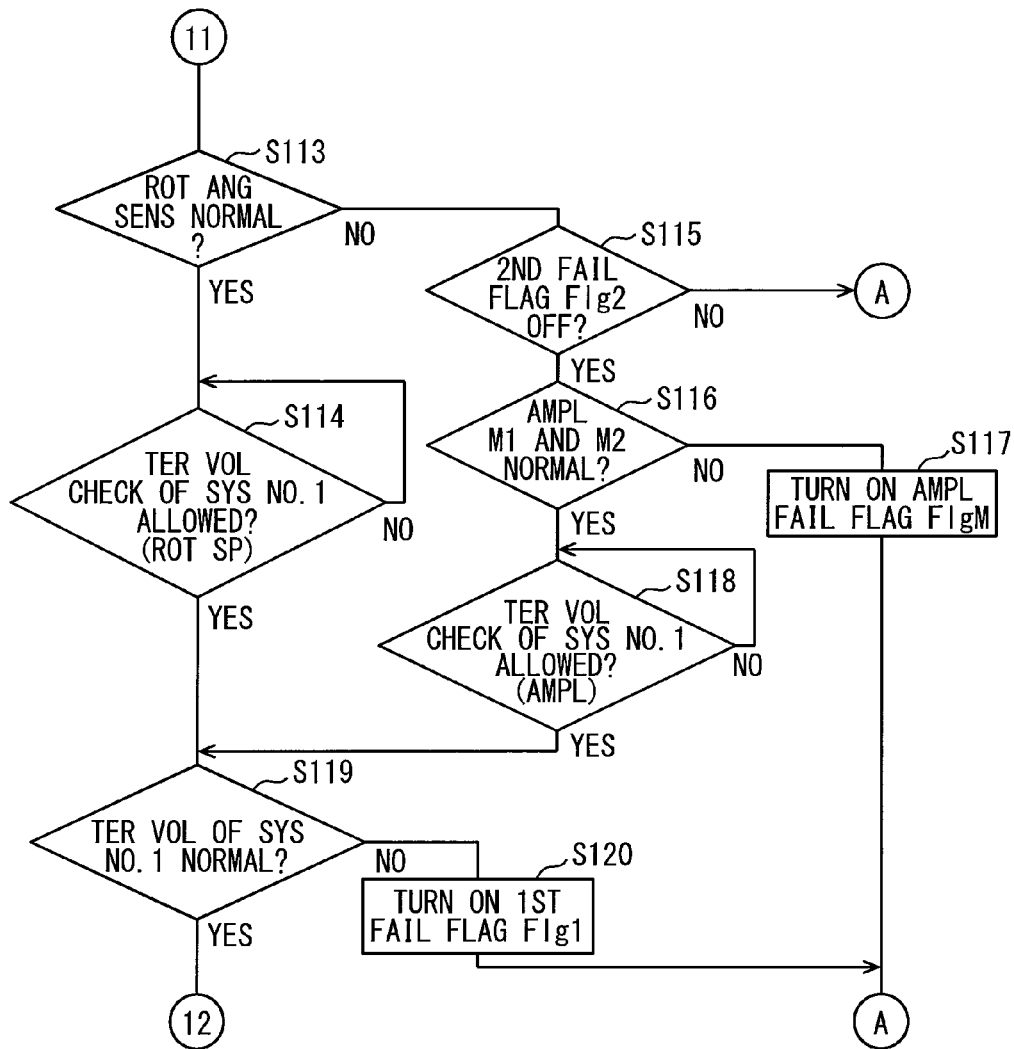 11
S113
ROT ANG
SENS NORMAL
?
NO
YES
S115
2ND FAIL
FLAG Flg2
OFF?
NO
A
YES
S114
TER VOL
CHECK OF SYS NO.1
ALLOWED?
(ROT SP)
NO
YES
S116
AMPL
M1 AND M2
NORMAL?
NO
YES
S117
TURN ON AMPL
FAIL FLAG FlgM
S118
TER VOL
CHECK OF SYS NO.1
ALLOWED?
(AMPL)
NO
YES
S119
TER VOL OF SYS
NO.1 NORMAL?
NO
YES
S120
TURN ON 1ST
FAIL FLAG Flg1
12
A